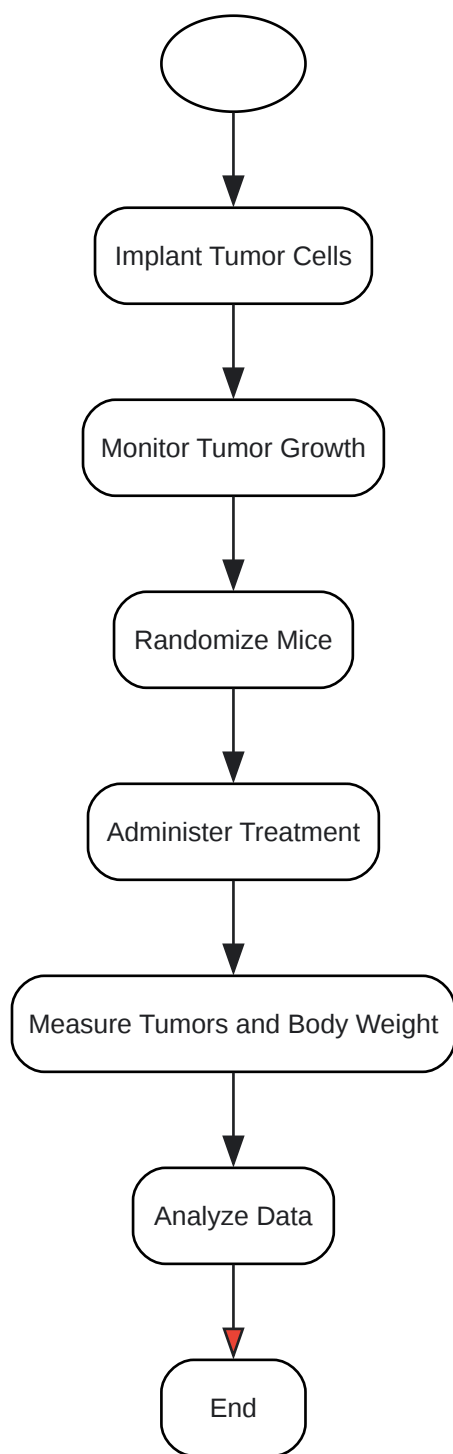 Implant Tumor Cells
Monitor Tumor Growth
Randomize Mice
Administer Treatment
Measure Tumors and Body Weight
Analyze Data
End